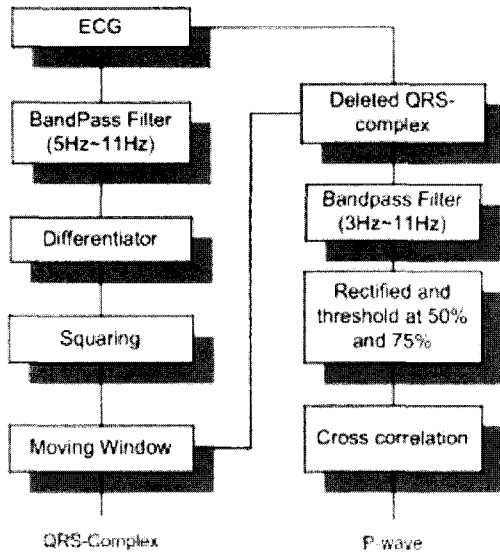 ECG
BandPass Filter
(5Hz~11Hz)
Differentiator
Squaring
Moving Window
QRS-Complex
Deleted QRS-
complex
Bandpass Filter
(3Hz~11Hz)
Rectified and
threshold at 50%
and 75%
Cross correlation
P-wave